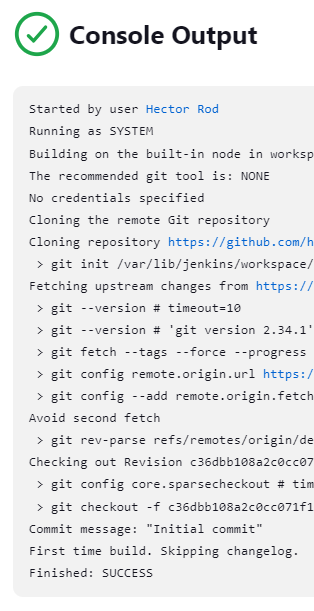 Console Output
Started by user Hector Rod
Running as SYSTEM
Building on the built-in node in worksp
The recommended git tool is: NONE
No credentials specified
Cloning the remote Git repository
Cloning repository https://github.com/h
> git init /var/lib/jenkins/workspace/
Fetching upstream changes from https://
> git --version # timeout=10
> git --version # 'git version 2.34.1'
> git fetch --tags --force --progress
> git config remote.origin.url https:/
> git config --add remote.origin.fetch
Avoid second fetch
> git rev-parse refs/remotes/origin/de
Checking out Revision c36dbb108a2c0cc07
> git config core.sparsecheckout # tim
> git checkout -f c36dbb108a2c0cc071f1
Commit message: "Initial commit"
First time build. Skipping changelog.
Finished: SUCCESS